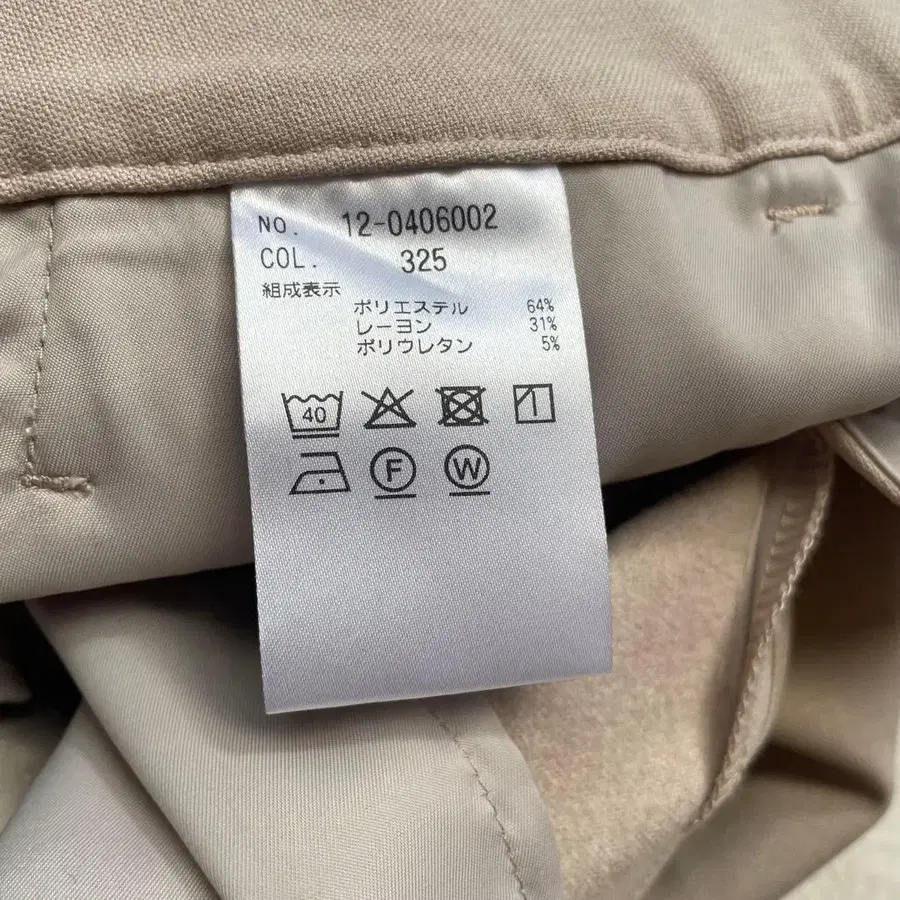 NO. 12-0406002
COL. 325
組成表示
ポリエステル 64%
レーヨン 31%
ポリウレタン 5%
40
F W